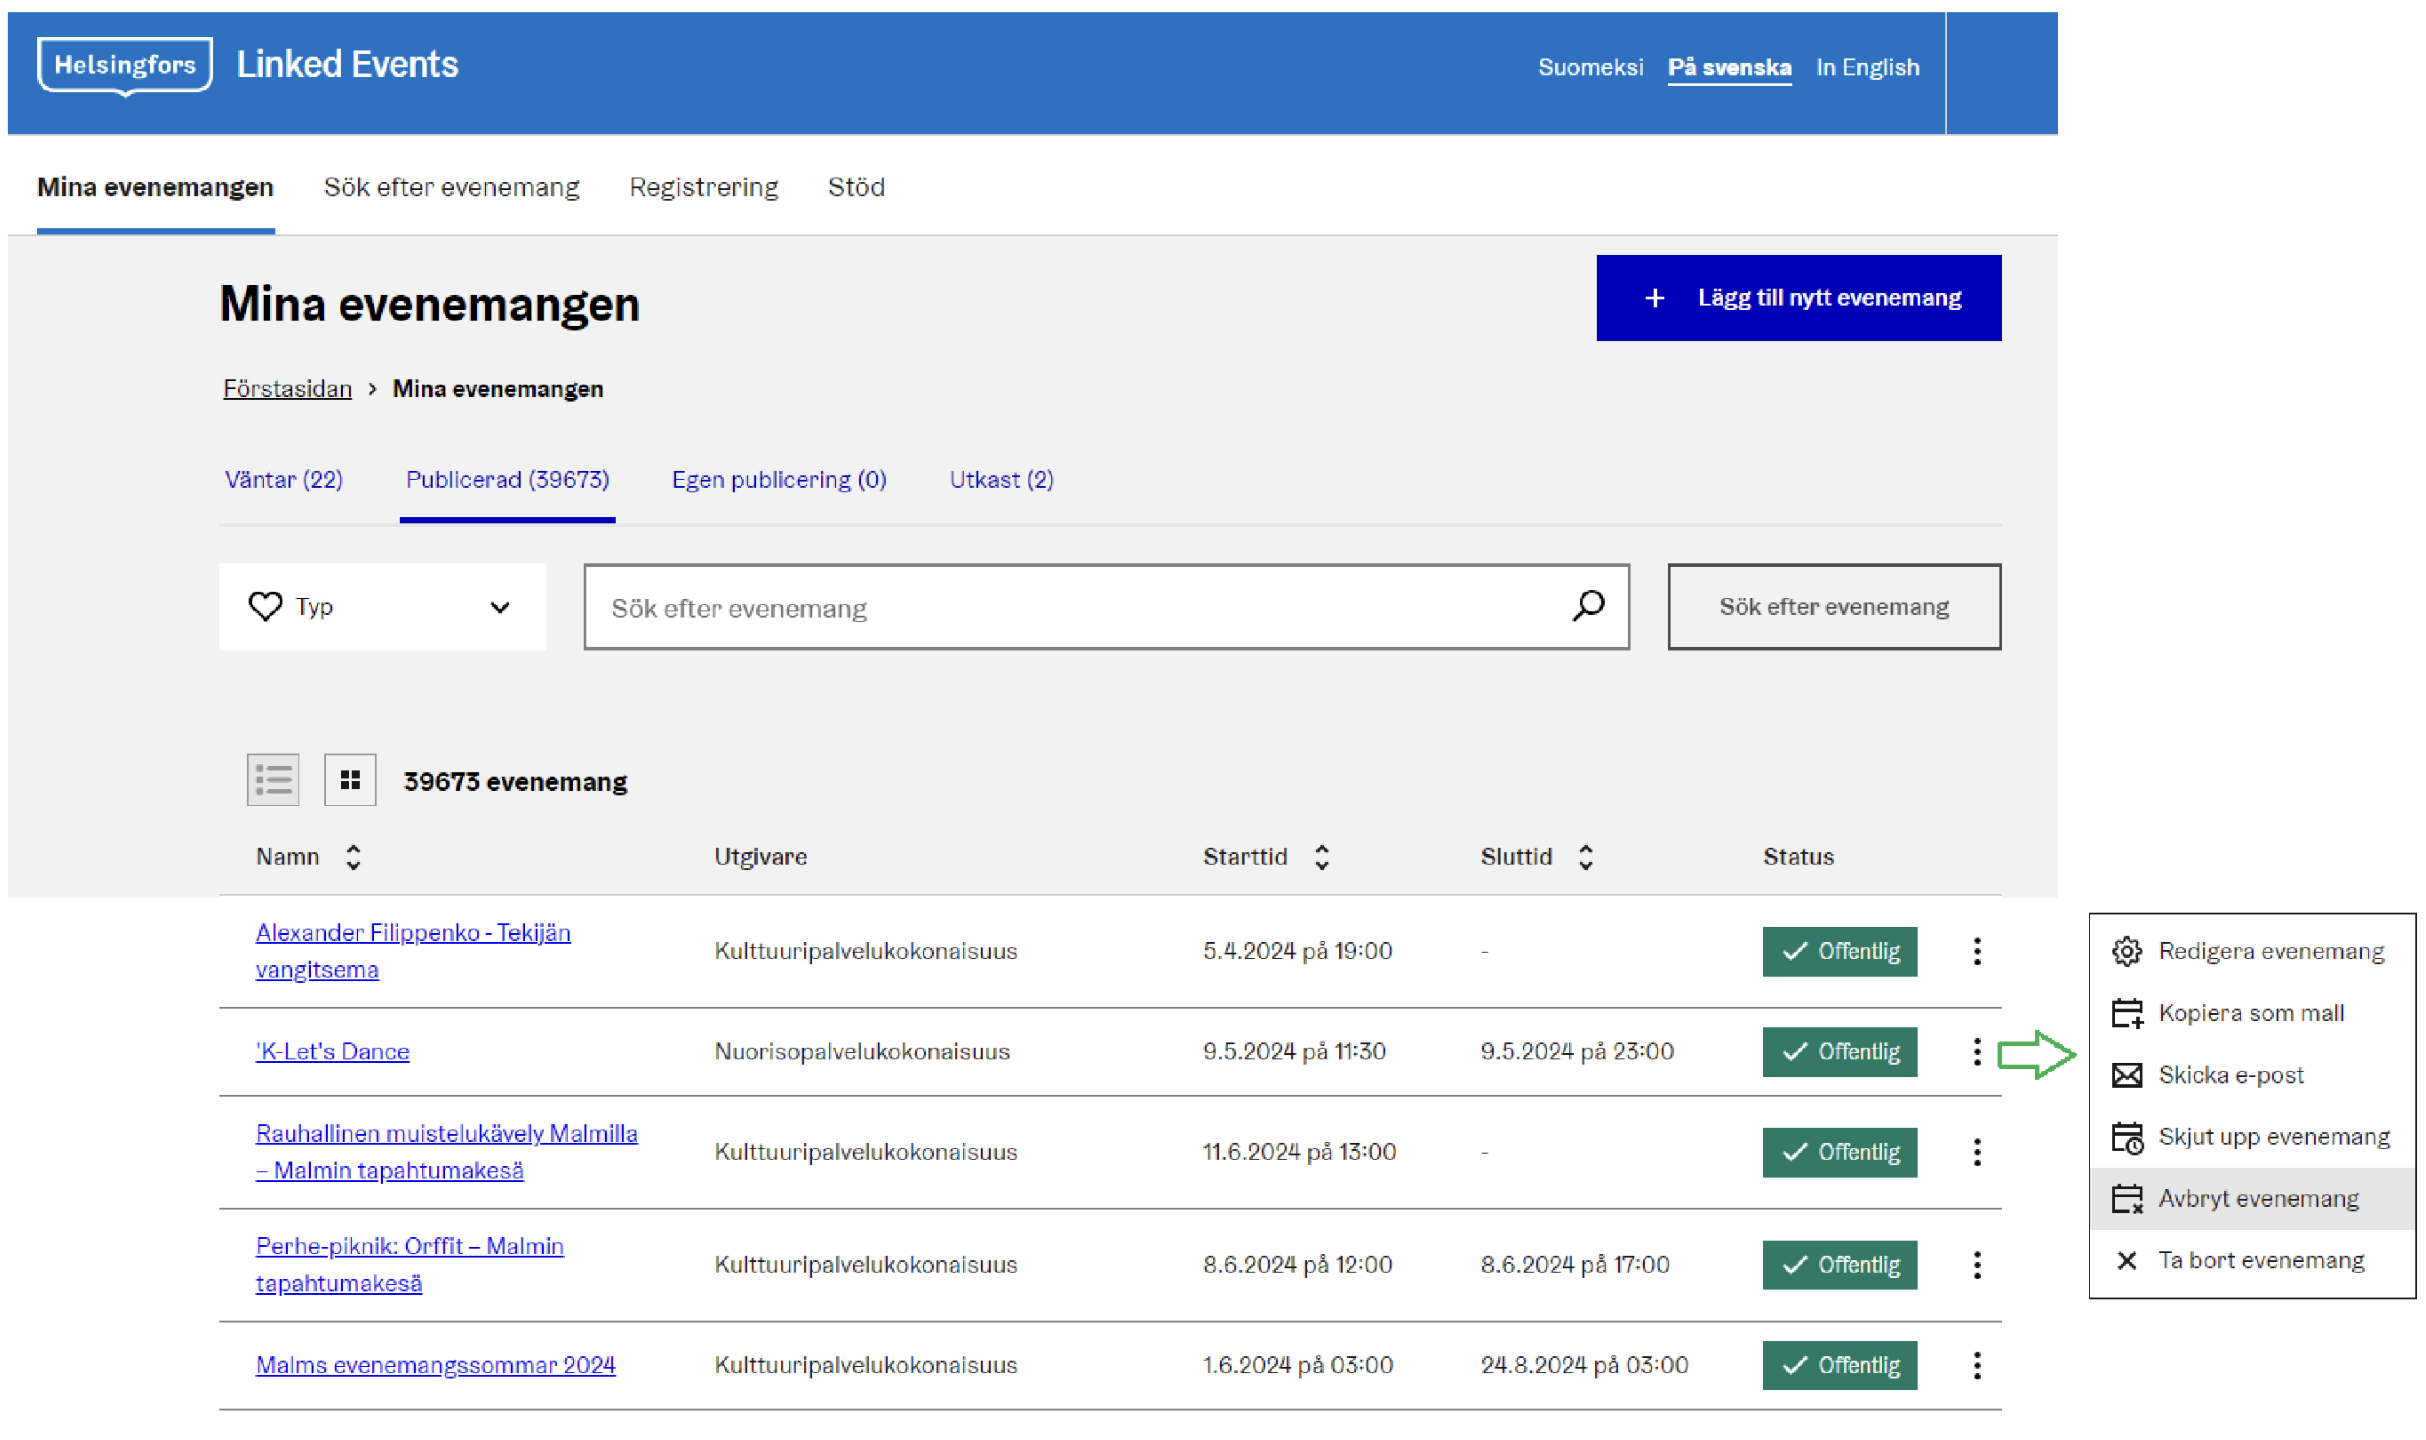 Helsingfors Linked Events Suomeksi På svenska In English
Mina evenemangen Sök efter evenemang Registrering Stöd
Mina evenemangen
+ Lägg till nytt evenemang
Förstasidan > Mina evenemangen
Väntar (22) Publicerad (39673) Egen publicering (0) Utkast (2)
Typ Sök efter evenemang Sök efter evenemang
39673 evenemang
Namn Utgivare Starttid Sluttid Status
Alexander Filippenko - Tekijän
vangitsema
Kulttuuripalvelukokonaisuus 5.4.2024 på 19:00 - Offentlig
'K-Let's Dance Nuorisopalvelukokonaisuus 9.5.2024 på 11:30 9.5.2024 på 23:00 Offentlig
Rauhallinen muistelukävely Malmilla
– Malmin tapahtumakesä
Kulttuuripalvelukokonaisuus 11.6.2024 på 13:00 - Offentlig
Perhe-piknik: Orffit – Malmin
tapahtumakesä
Kulttuuripalvelukokonaisuus 8.6.2024 på 12:00 8.6.2024 på 17:00 Offentlig
Malms evenemangssommar 2024 Kulttuuripalvelukokonaisuus 1.6.2024 på 03:00 24.8.2024 på 03:00 Offentlig
Redigera evenemang
Kopiera som mall
Skicka e-post
Skjut upp evenemang
Avbryt evenemang
Ta bort evenemang